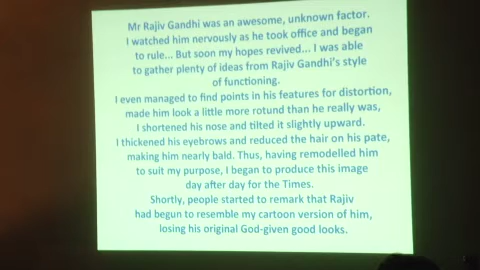 Mr Rajiv Gandhi was an awesome, unknown factor.
I watched him nervously as he took office and began
to rule... But soon my hopes revived... I was able
to gather plenty of ideas from Rajiv Gandhi's style
of functioning.
I even managed to find points in his features for distortion,
made him look a little more rotund than he really was,
I shortened his nose and tilted it slightly upward.
I thickened his eyebrows and reduced the hair on his pate,
making him nearly bald. Thus, having remodelled him
to suit my purpose, I began to produce this image
day after day for the Times.
Shortly, people started to remark that Rajiv
had begun to resemble my cartoon version of him,
losing his original God-given good looks.